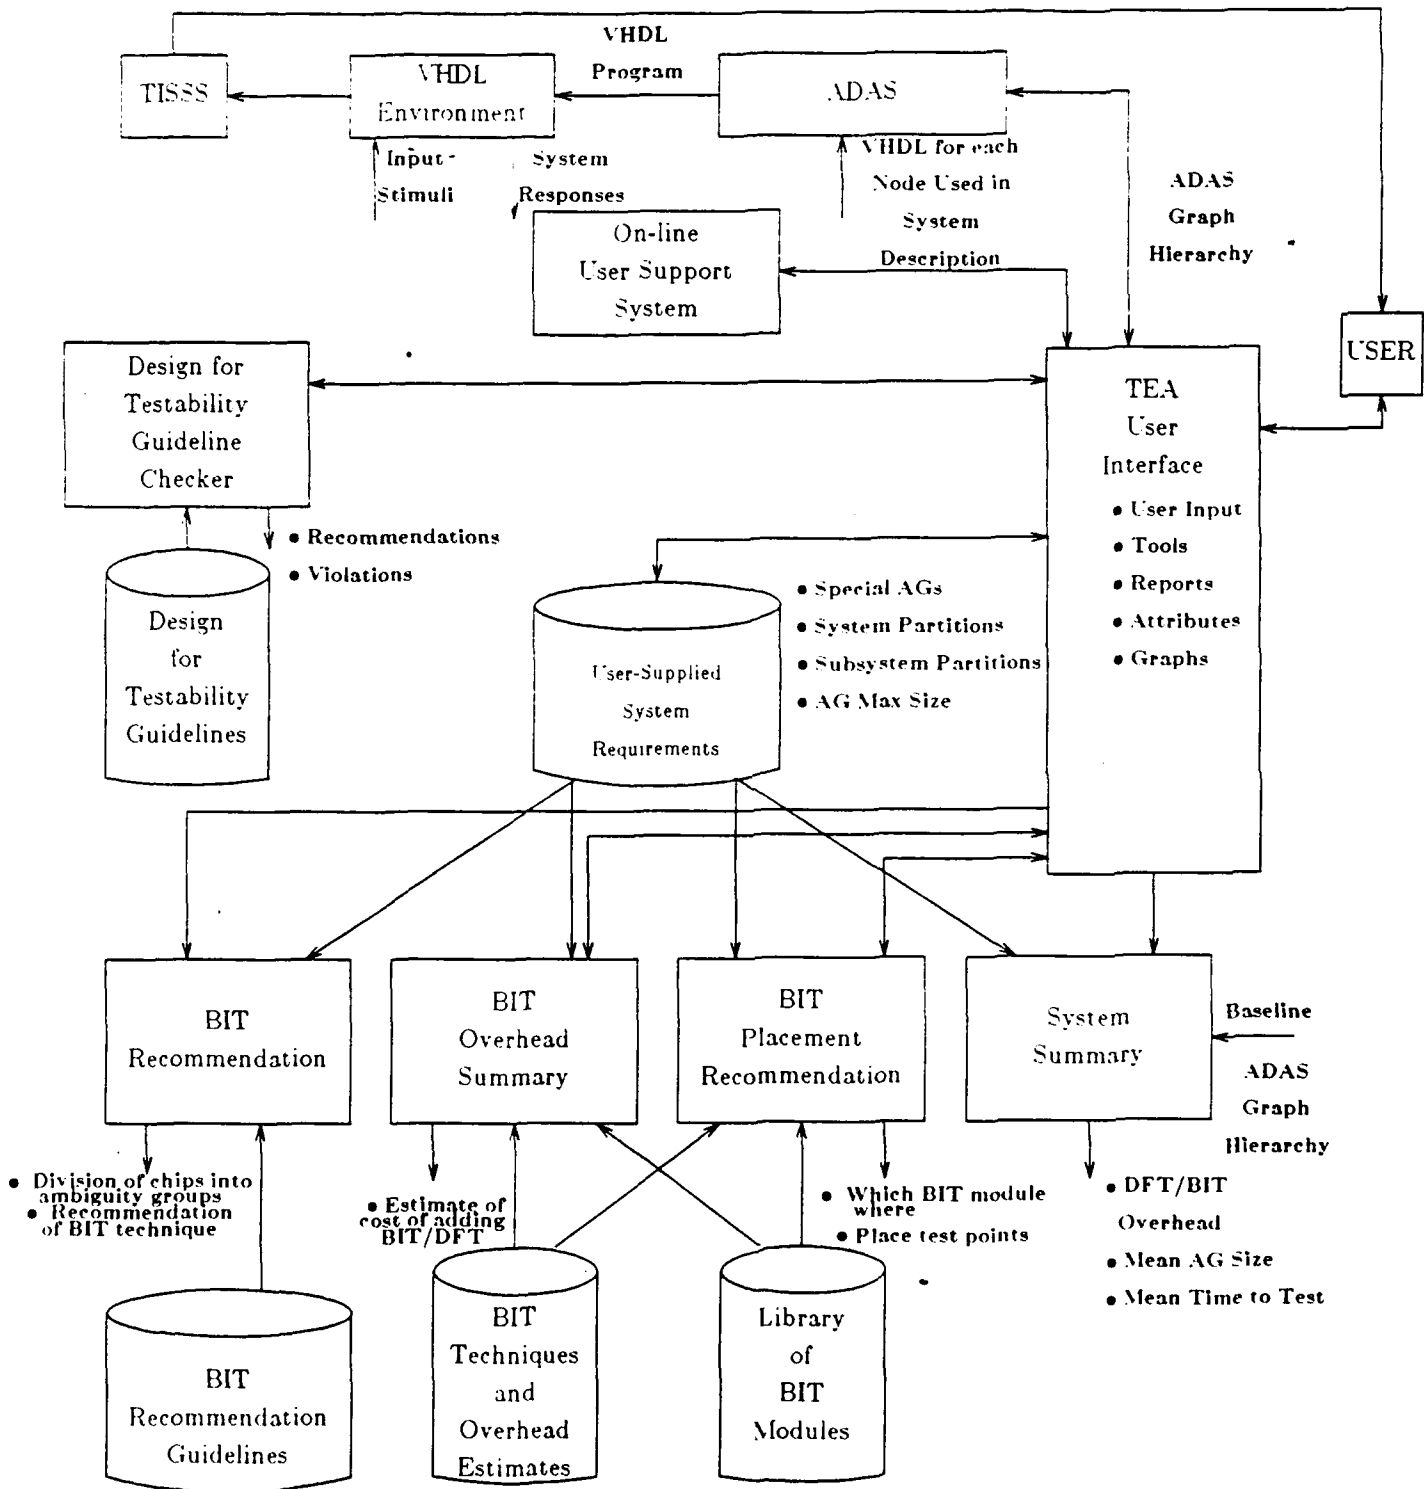 VHDL
Program
TISSS
VHDL
Environment
ADAS
Input-
Stimuli
System
Responses
VHDL for each
Node Used in
System
Description
ADAS
Graph
Hierarchy
On-line
User Support
System
USER
Design for
Testability
Guideline
Checker
TEA
User
Interface
• User Input
• Tools
• Reports
• Attributes
• Graphs
• Recommendations
• Violations
Design
for
Testability
Guidelines
User-Supplied
System
Requirements
• Special AGs
• System Partitions
• Subsystem Partitions
• AG Max Size
BIT
Recommendation
BIT
Overhead
Summary
BIT
Placement
Recommendation
System
Summary
Baseline
ADAS
Graph
Hierarchy
• Division of chips into
ambiguity groups
• Recommendation
of BIT technique
• Estimate of
cost of adding
BIT/DFT
• Which BIT module
where
• Place test points
• DFT/BIT
Overhead
• Mean AG Size
• Mean Time to Test
BIT
Recommendation
Guidelines
BIT
Techniques
and
Overhead
Estimates
Library
of
BIT
Modules